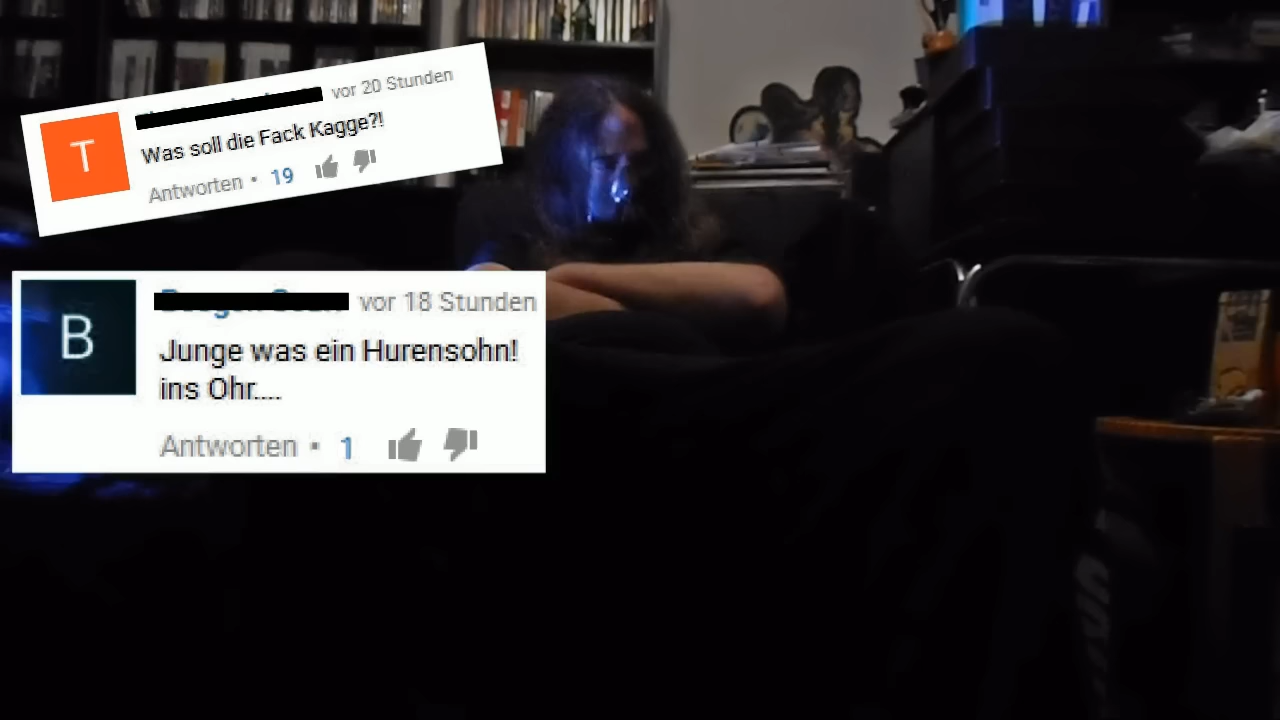 T
vor 20 Stunden
Was soll die Fack Kagge?!
Antworten • 19
B
vor 18 Stunden
Junge was ein Hurensohn!
ins Ohr....
Antworten • 1